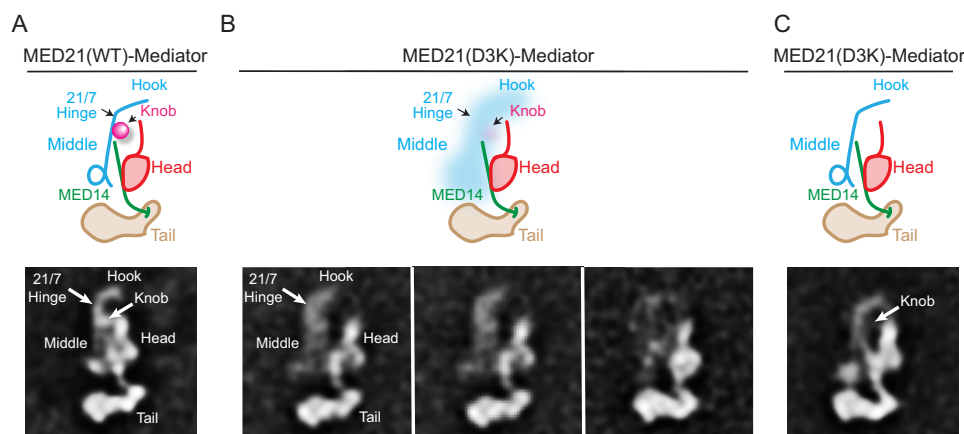 A
B
C
MED21(WT)-Mediator
MED21(D3K)-Mediator
MED21(D3K)-Mediator
Hook
21/7
Hinge
Knob
Middle
Head
MED14
Tail
Hook
21/7
Hinge
Knob
Middle
Head
MED14
Tail
Hook
Middle
Head
MED14
Tail
21/7
Hook
Hinge
Knob
Middle
Head
Tail
21/7
Hook
Hinge
Middle
Head
Tail
Knob